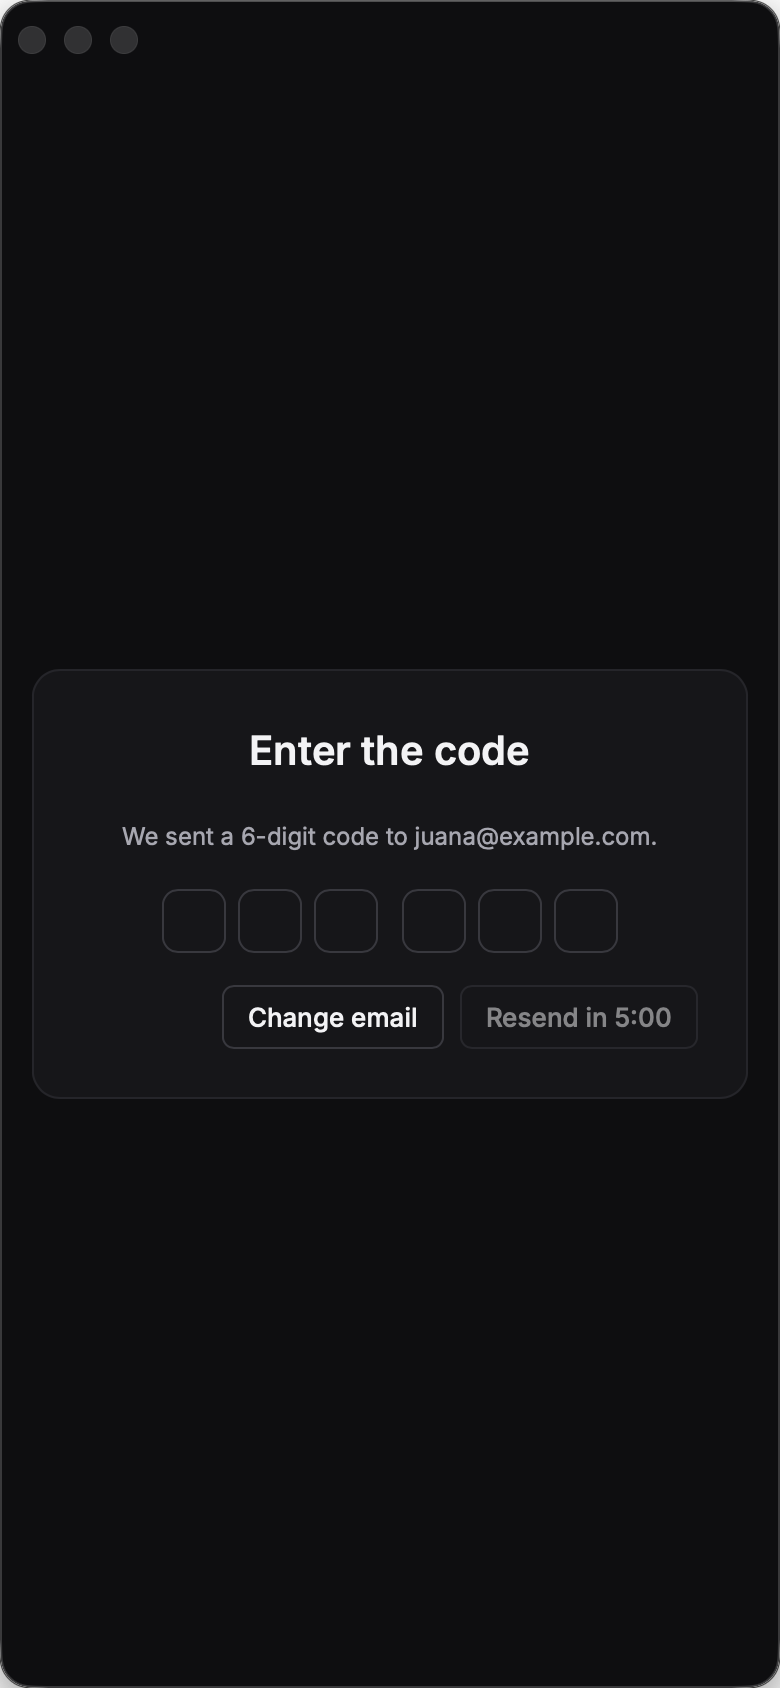 Enter the code
We sent a 6-digit code to juana@example.com.
Change email Resend in 5:00